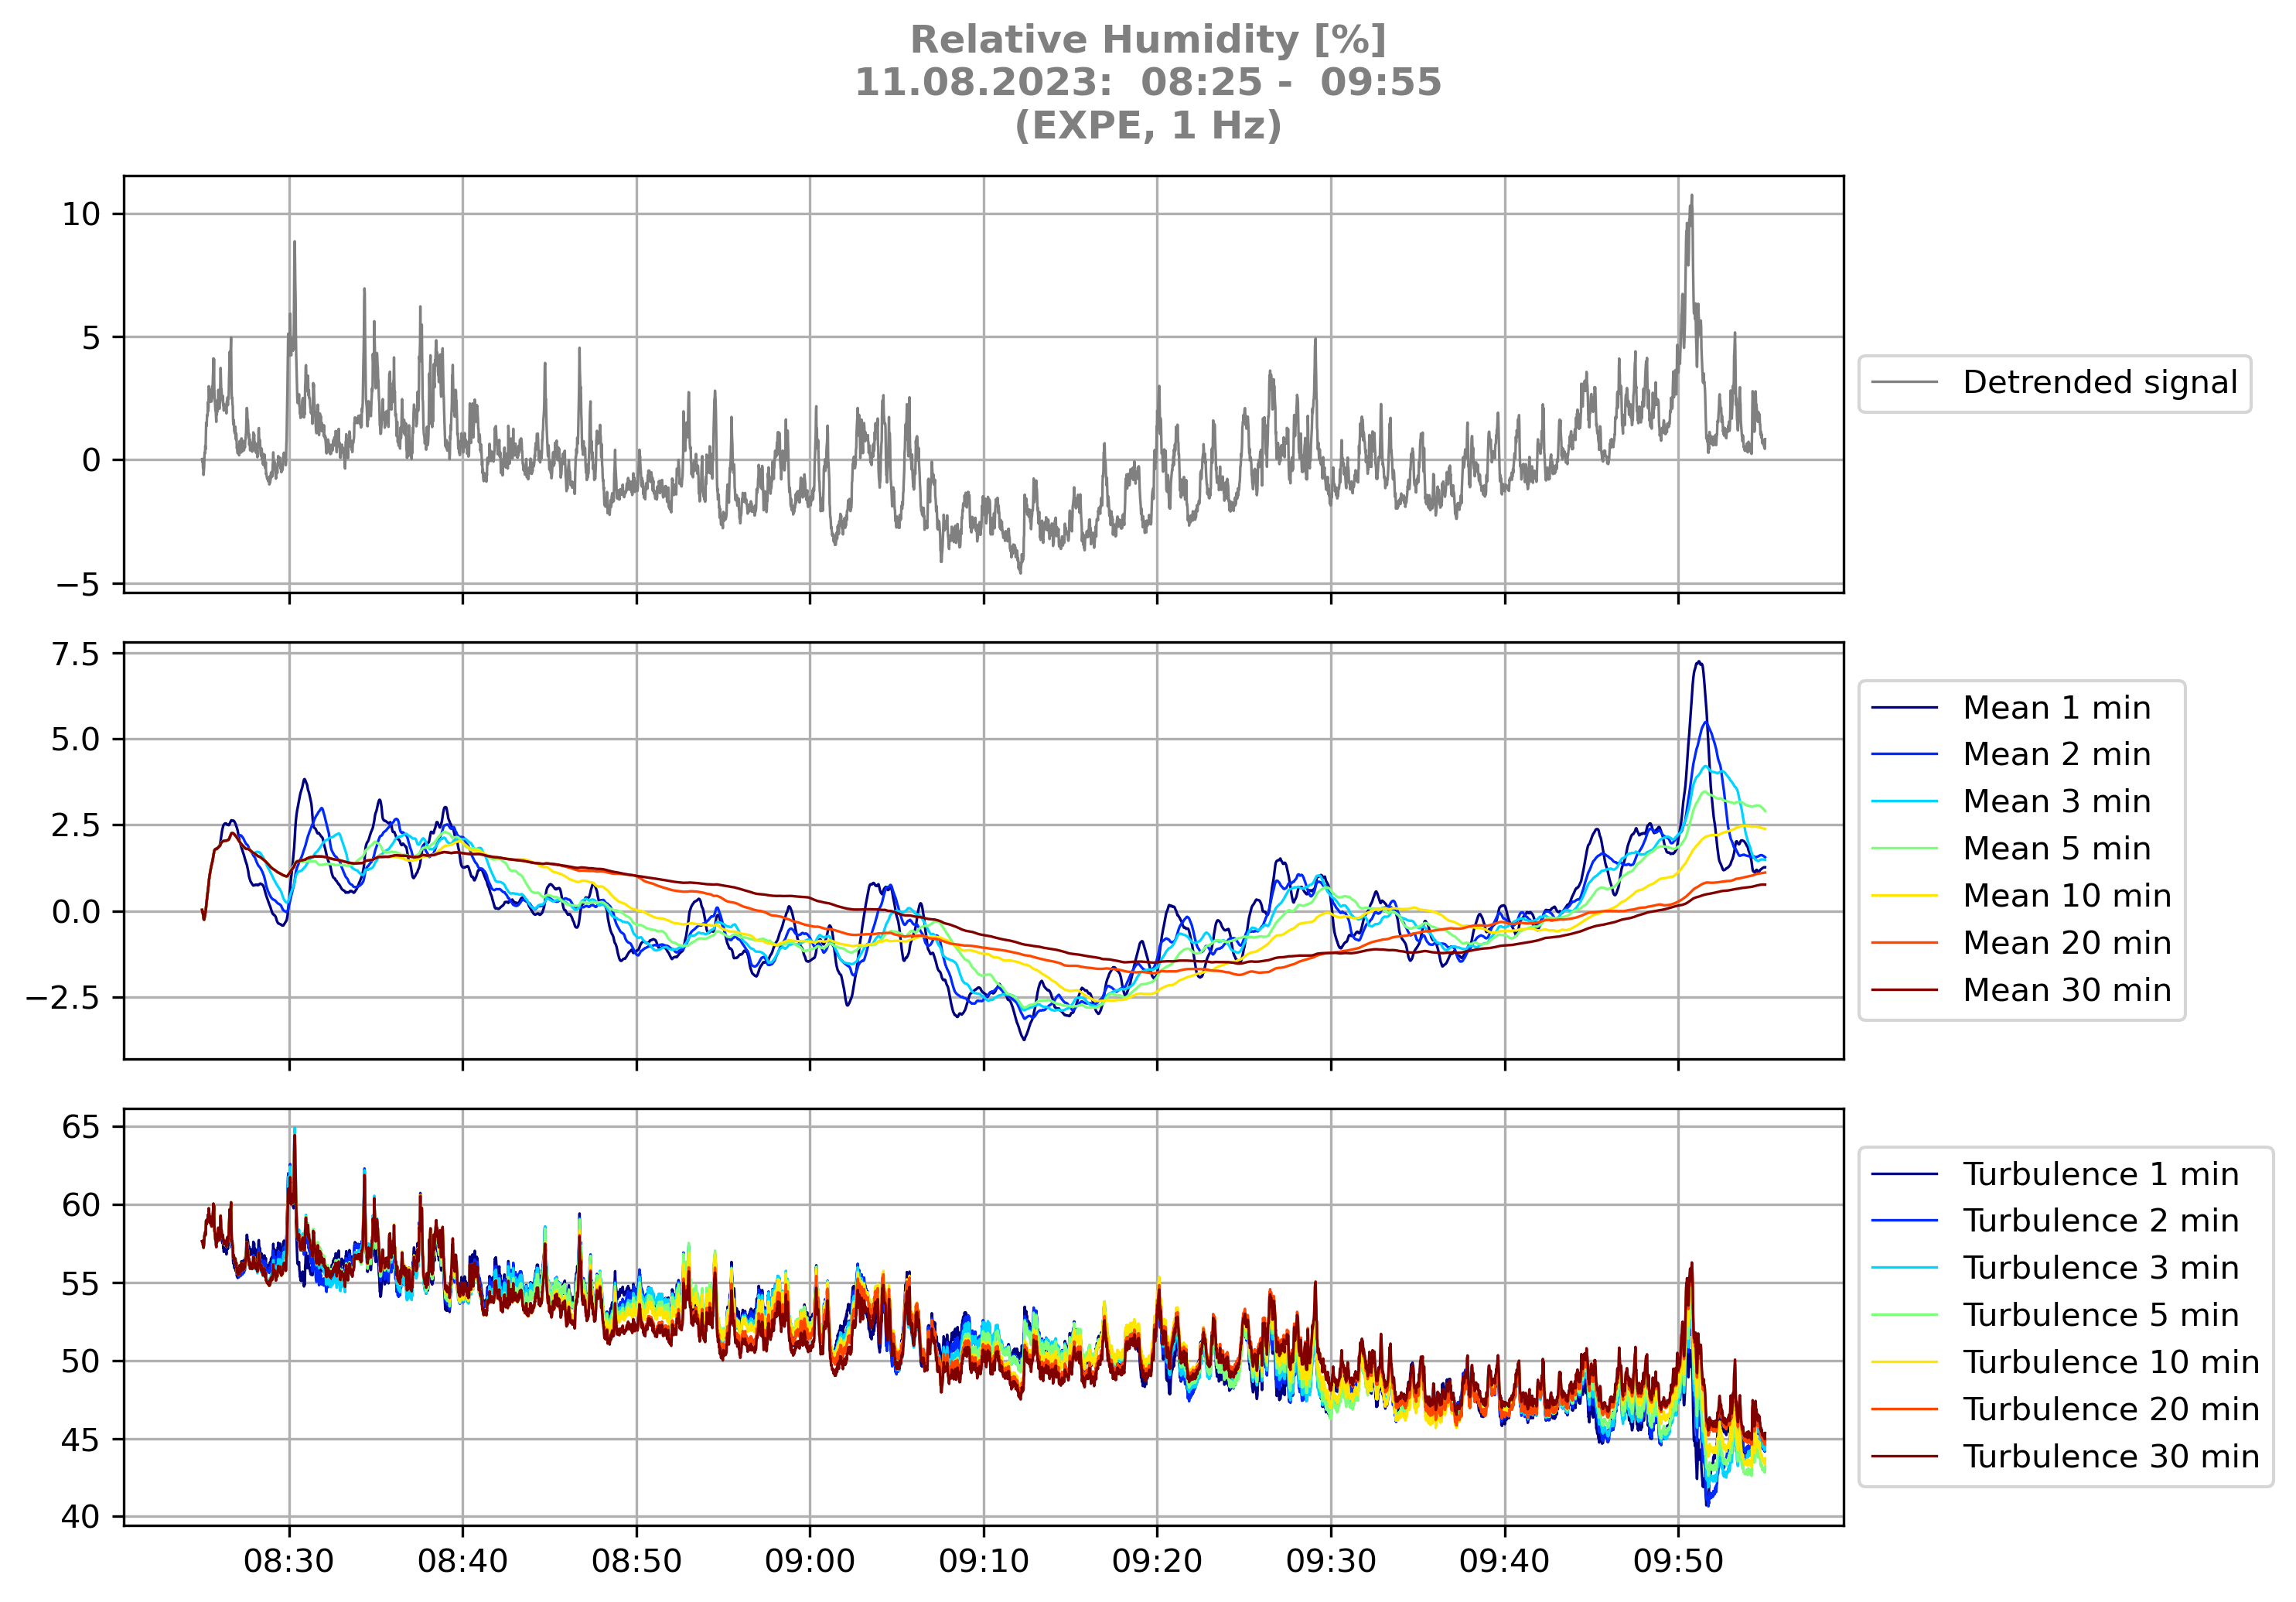 Relative Humidity [%]
11.08.2023:  08:25 -  09:55
(EXPE, 1 Hz)
10
5
0
−5
Detrended signal
7.5
5.0
2.5
0.0
−2.5
Mean 1 min
Mean 2 min
Mean 3 min
Mean 5 min
Mean 10 min
Mean 20 min
Mean 30 min
65
60
55
50
45
40
Turbulence 1 min
Turbulence 2 min
Turbulence 3 min
Turbulence 5 min
Turbulence 10 min
Turbulence 20 min
Turbulence 30 min
08:30 08:40 08:50 09:00 09:10 09:20 09:30 09:40 09:50